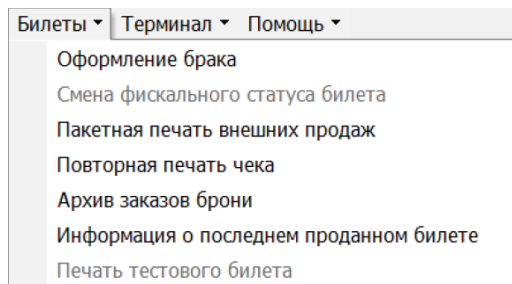 Билеты Терминал Помощь
Оформление брака
Смена фискального статуса билета
Пакетная печать внешних продаж
Повторная печать чека
Архив заказов брони
Информация о последнем проданном билете
Печать тестового билета